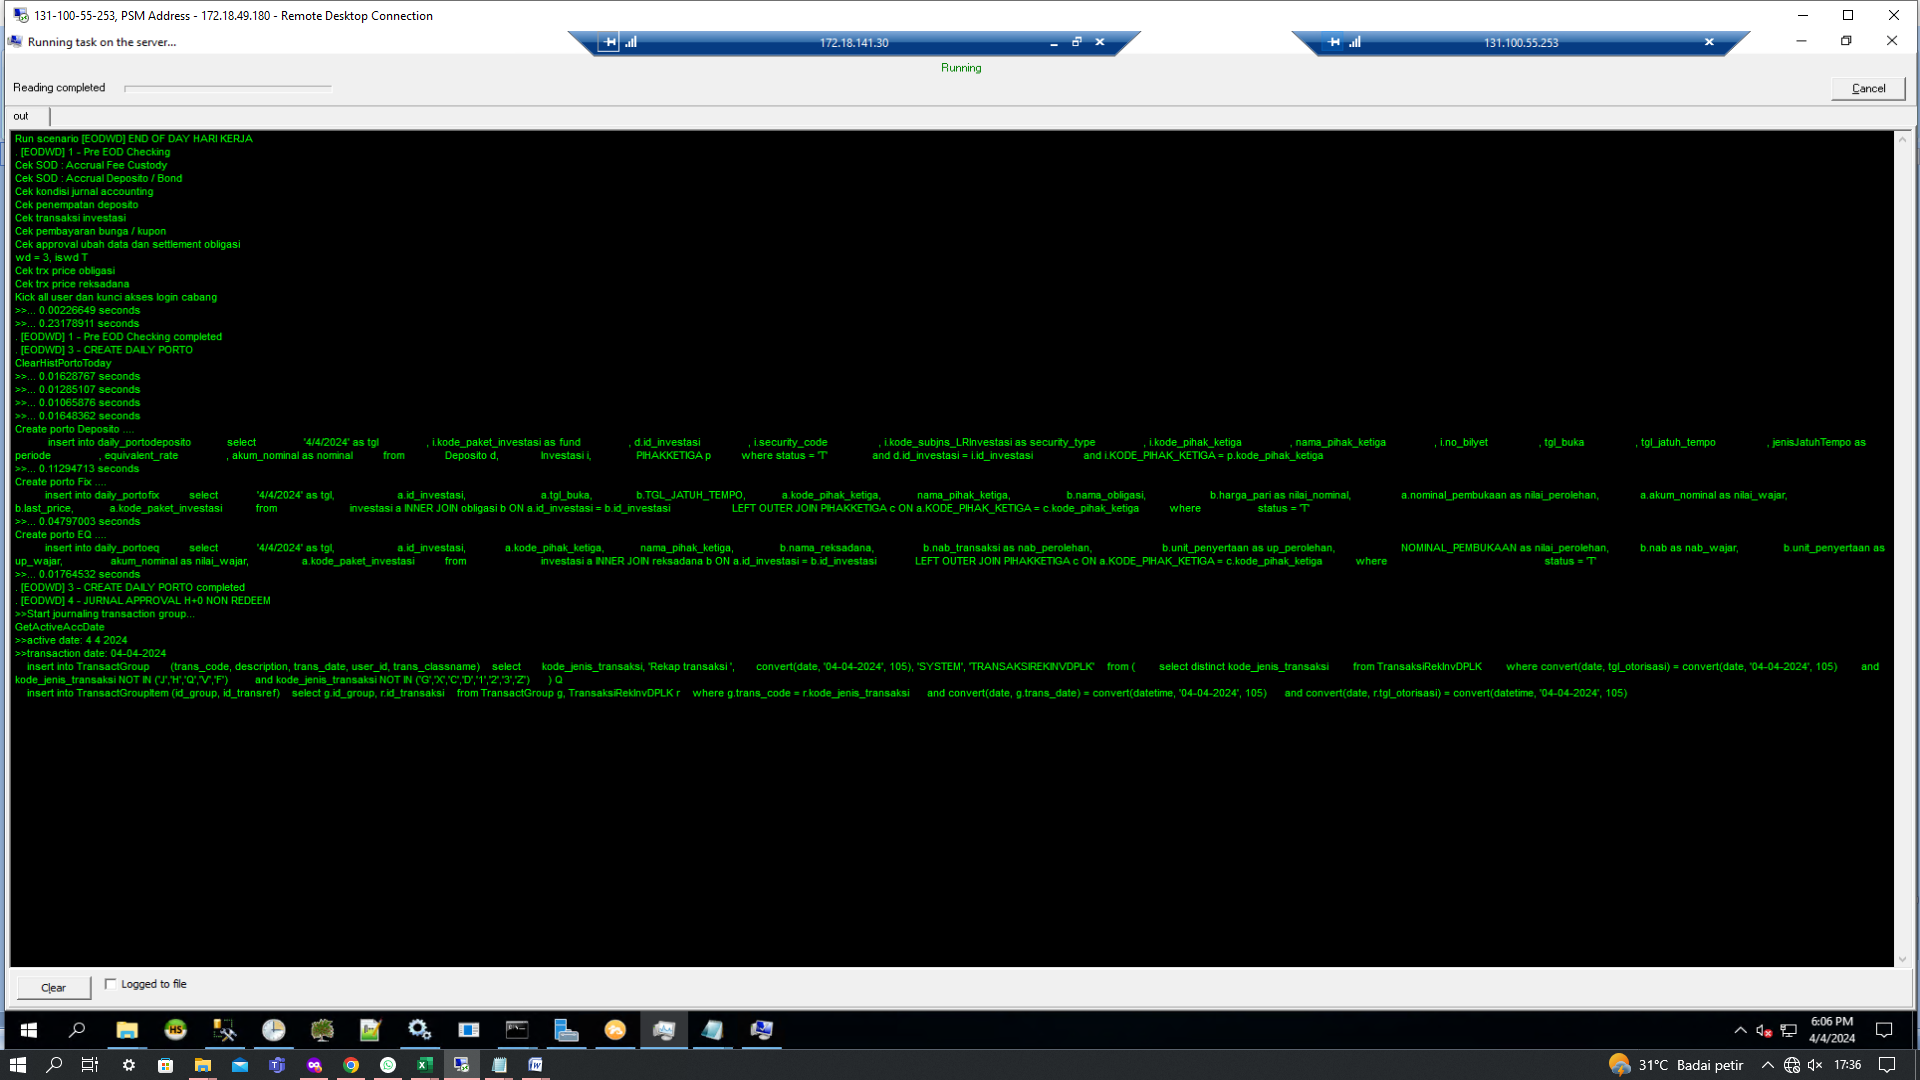 131-100-55-253, PSM Address - 172.18.49.180 - Remote Desktop Connection
Running task on the server...
172.18.141.30
131.100.55.253
Running
Reading completed
Cancel
out
Run scenario [EODWD] END OF DAY HARI KERJA
. [EODWD] 1 - Pre EOD Checking
Cek SOD : Accrual Fee Custody
Cek SOD : Accrual Deposito / Bond
Cek kondisi jurnal accounting
Cek penempatan deposito
Cek transaksi investasi
Cek pembayaran bunga / kupon
Cek approval ubah data dan settlement obligasi
wd = 3, iswd T
Cek trx price obligasi
Cek trx price reksadana
Kick all user dan kunci akses login cabang
>>... 0.00226649 seconds
>>... 0.23178911 seconds
. [EODWD] 1 - Pre EOD Checking completed
. [EODWD] 3 - CREATE DAILY PORTO
ClearHistPortoToday
>>... 0.01628767 seconds
>>... 0.01285107 seconds
>>... 0.01065876 seconds
>>... 0.01648362 seconds
Create porto Deposito ....
insert into daily_portodeposito select '4/4/2024' as tgl , i.kode_paket_investasi as fund , d.id_investasi , i.security_code , i.kode_subjns_LRInvestasi as security_type , i.kode_pihak_ketiga , nama_pihak_ketiga , i.no_bilyet , tgl_buka , tgl_jatuh_tempo , jenisJatuhTempo as
periode , equivalent_rate , akum_nominal as nominal from Deposito d, Investasi i, PIHAKKETIGA p where status = 'T' and d.id_investasi = i.id_investasi and i.KODE_PIHAK_KETIGA = p.kode_pihak_ketiga
>>... 0.11294713 seconds
Create porto Fix ....
insert into daily_portofix select '4/4/2024' as tgl, a.id_investasi, a.tgl_buka, b.TGL_JATUH_TEMPO, a.kode_pihak_ketiga, nama_pihak_ketiga, b.nama_obligasi, b.harga_pari as nilai_nominal, a.nominal_pembukaan as nilai_perolehan, a.akum_nominal as nilai_wajar,
b.last_price, a.kode_paket_investasi from investasi a INNER JOIN obligasi b ON a.id_investasi = b.id_investasi LEFT OUTER JOIN PIHAKKETIGA c ON a.KODE_PIHAK_KETIGA = c.kode_pihak_ketiga where status = 'T'
>>... 0.04797003 seconds
Create porto EQ ....
insert into daily_portoeq select '4/4/2024' as tgl, a.id_investasi, a.kode_pihak_ketiga, nama_pihak_ketiga, b.nama_reksadana, b.nab_transaksi as nab_perolehan, b.unit_penyertaan as up_perolehan, NOMINAL_PEMBUKAAN as nilai_perolehan, b.nab as nab_wajar, b.unit_penyertaan as
up_wajar, akum_nominal as nilai_wajar, a.kode_paket_investasi from investasi a INNER JOIN reksadana b ON a.id_investasi = b.id_investasi LEFT OUTER JOIN PIHAKKETIGA c ON a.KODE_PIHAK_KETIGA = c.kode_pihak_ketiga where status = 'T'
>>... 0.01764532 seconds
. [EODWD] 3 - CREATE DAILY PORTO completed
. [EODWD] 4 - JURNAL APPROVAL H+0 NON REDEEM
>>Start journaling transaction group...
GetActiveAccDate
>>active date: 4 4 2024
>>transaction date: 04-04-2024
insert into TransactGroup (trans_code, description, trans_date, user_id, trans_classname) select kode_jenis_transaksi, 'Rekap transaksi ', convert(date, '04-04-2024', 105), 'SYSTEM', 'TRANSAKSIREKINVDPLK' from ( select distinct kode_jenis_transaksi from TransaksiRekInvDPLK where convert(date, tgl_otorisasi) = convert(date, '04-04-2024', 105) and
kode_jenis_transaksi NOT IN ('J','H','Q','V','F') and kode_jenis_transaksi NOT IN ('G','X','C','D','1','2','3','Z') ) Q
insert into TransactGroupItem (id_group, id_transref) select g.id_group, r.id_transaksi from TransactGroup g, TransaksiRekInvDPLK r where g.trans_code = r.kode_jenis_transaksi and convert(date, g.trans_date) = convert(datetime, '04-04-2024', 105) and convert(date, r.tgl_otorisasi) = convert(datetime, '04-04-2024', 105)
Clear
Logged to file
HS
6:06 PM
4/4/2024
31°C Badai petir
17:36